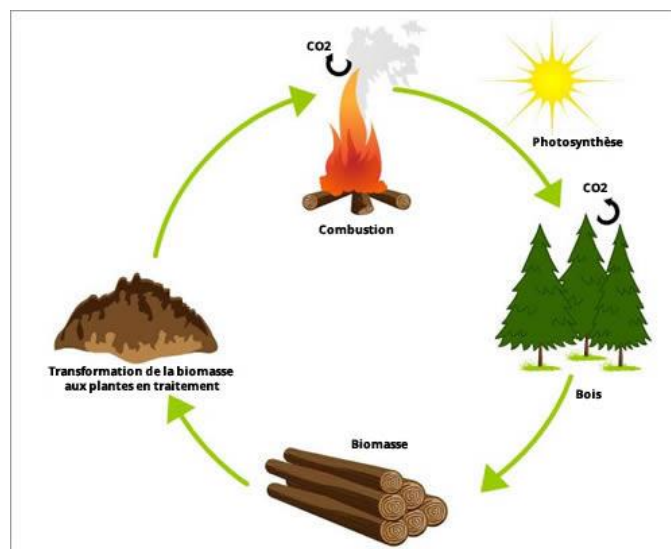 CO2
Photosynthèse
CO2
Combustion
Transformation de la biomasse
aux plantes en traitement
Bois
Biomasse